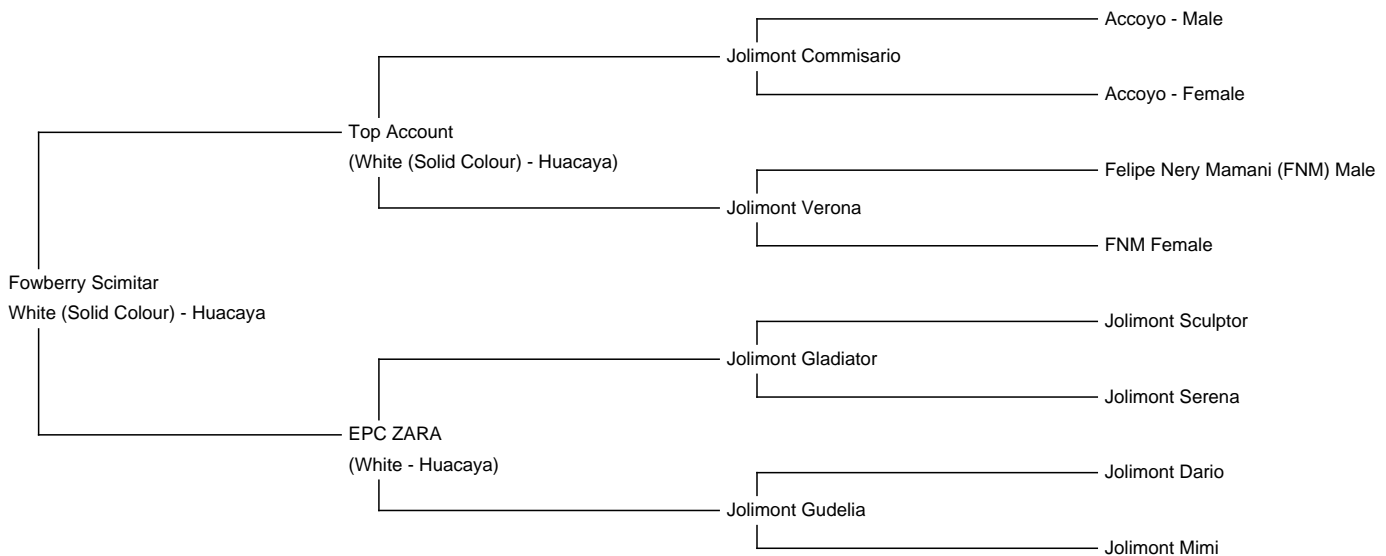 Accoyo - Male
Jolimont Commisario
Accoyo - Female
Top Account
(White (Solid Colour) - Huacaya)
Felipe Nery Mamani (FNM) Male
Jolimont Verona
FNM Female
Fowberry Scimitar
White (Solid Colour) - Huacaya
Jolimont Sculptor
Jolimont Gladiator
Jolimont Serena
EPC ZARA
(White - Huacaya)
Jolimont Dario
Jolimont Gudelia
Jolimont Mimi